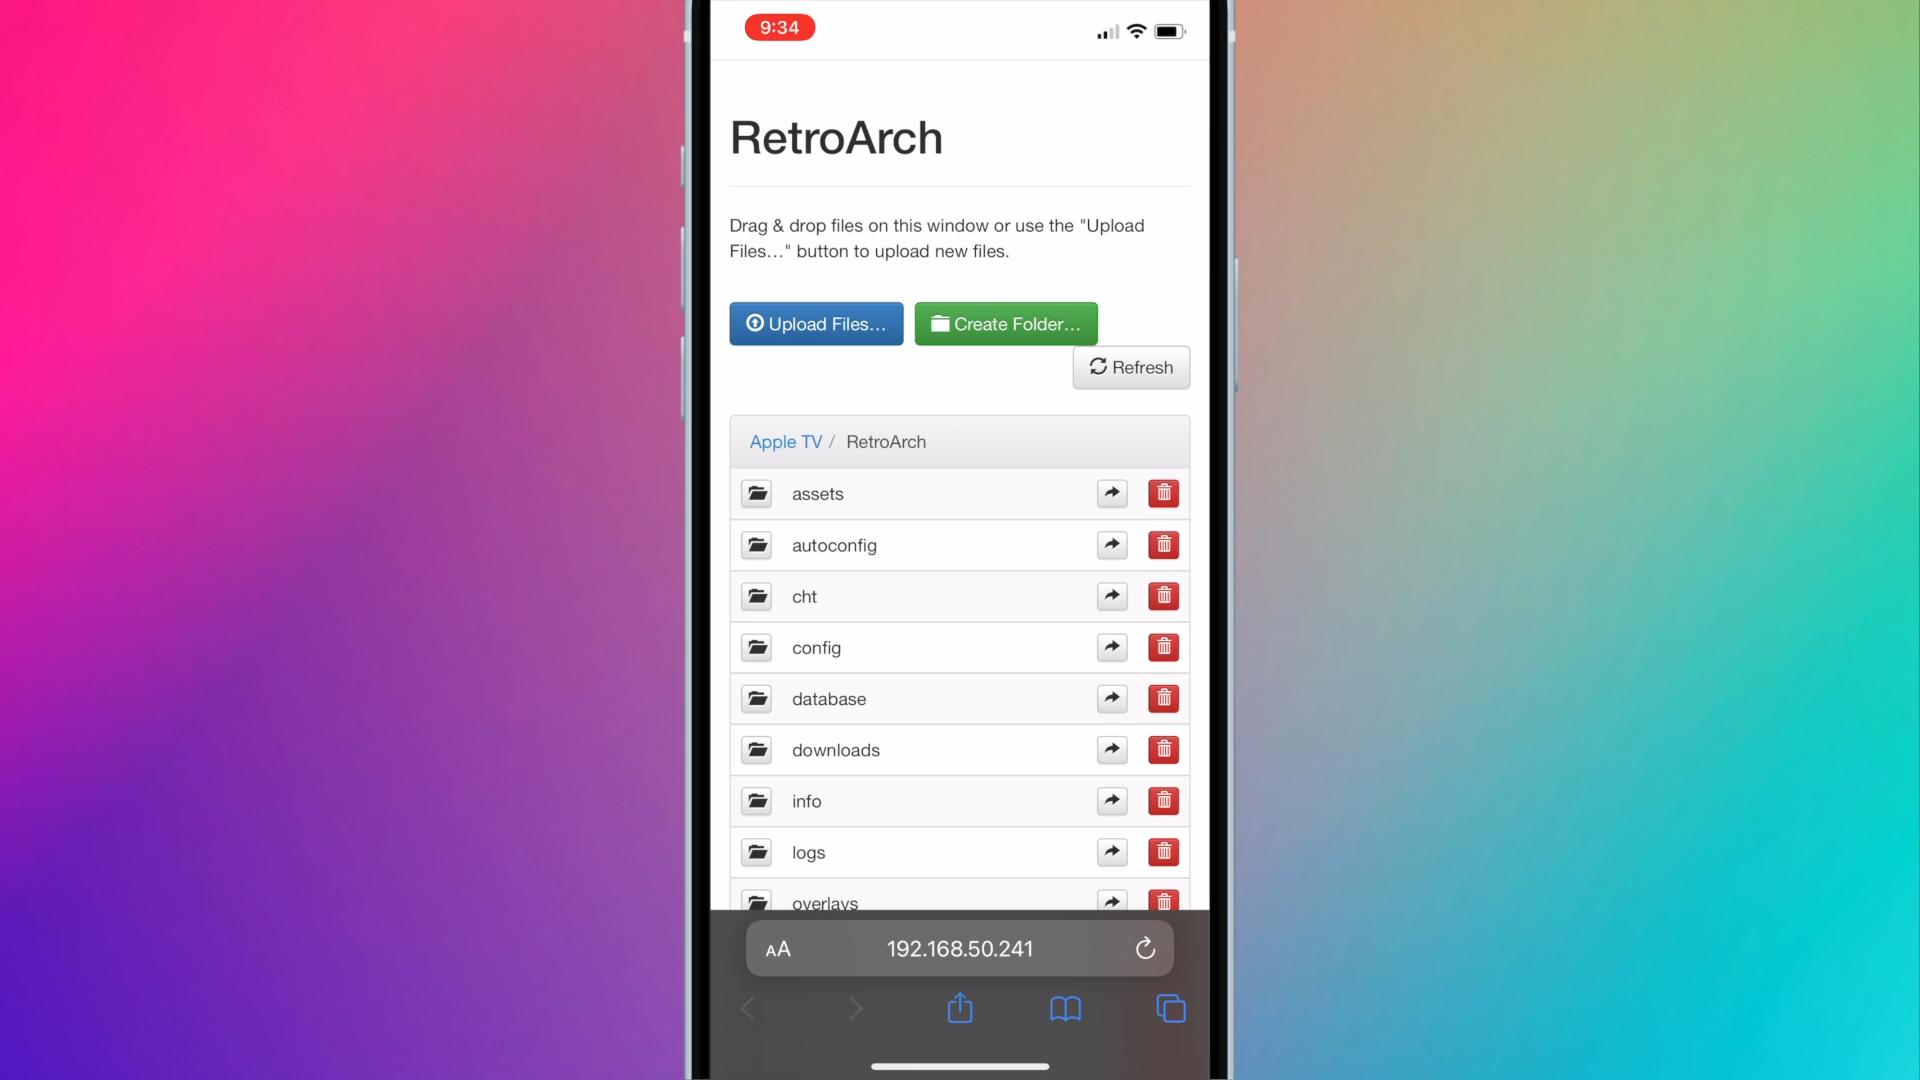 9:34
RetroArch
Drag & drop files on this window or use the "Upload
Files…" button to upload new files.
Upload Files…
Create Folder…
Refresh
Apple TV / RetroArch
assets
autoconfig
cht
config
database
downloads
info
logs
overlays
AA
192.168.50.241